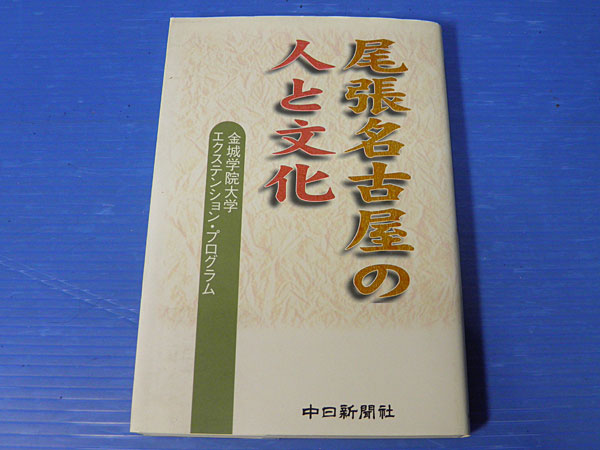 尾張名古屋の
人と文化
金城学院大学
エクステンション・プログラム
中日新聞社